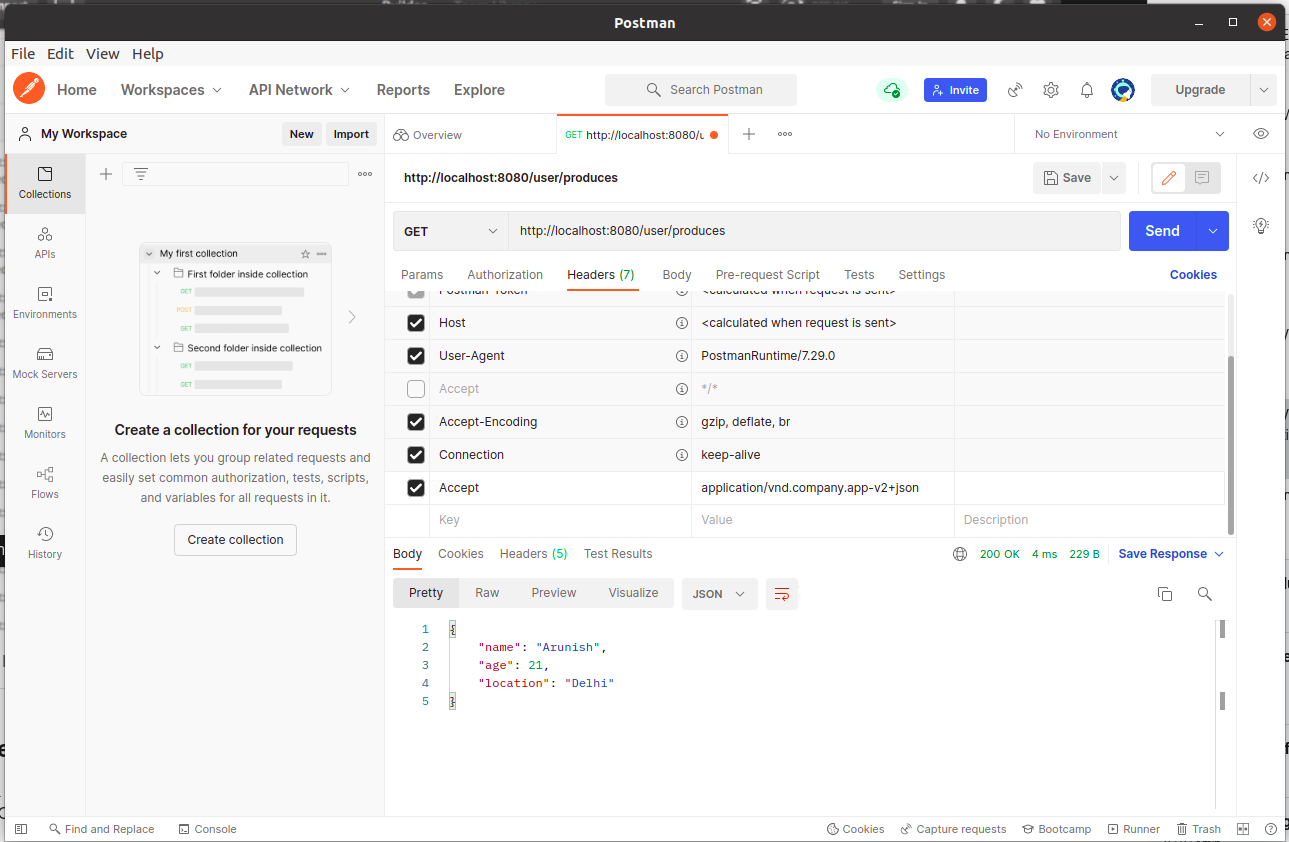 Postman
File Edit View Help
Home Workspaces API Network Reports Explore Search Postman Invite Upgrade
My Workspace New Import Overview GET http://localhost:8080/u No Environment
http://localhost:8080/user/produces Save
GET http://localhost:8080/user/produces Send
Params Authorization Headers (7) Body Pre-request Script Tests Settings Cookies
Collections
APIs
Environments
Mock Servers
Monitors
Flows
History
My first collection
First folder inside collection
GET
POST
GET
Second folder inside collection
GET
GET
Create a collection for your requests
A collection lets you group related requests and
easily set common authorization, tests, scripts,
and variables for all requests in it.
Create collection
Postman-Token <calculated when request is sent>
Host <calculated when request is sent>
User-Agent PostmanRuntime/7.29.0
Accept */*
Accept-Encoding gzip, deflate, br
Connection keep-alive
Accept application/vnd.company.app-v2+json
Key Value Description
Body Cookies Headers (5) Test Results 200 OK 4 ms 229 B Save Response
Pretty Raw Preview Visualize JSON
1 {
2 "name": "Arunish",
3 "age": 21,
4 "location": "Delhi"
5 }
Find and Replace Console Cookies Capture requests Bootcamp Runner Trash